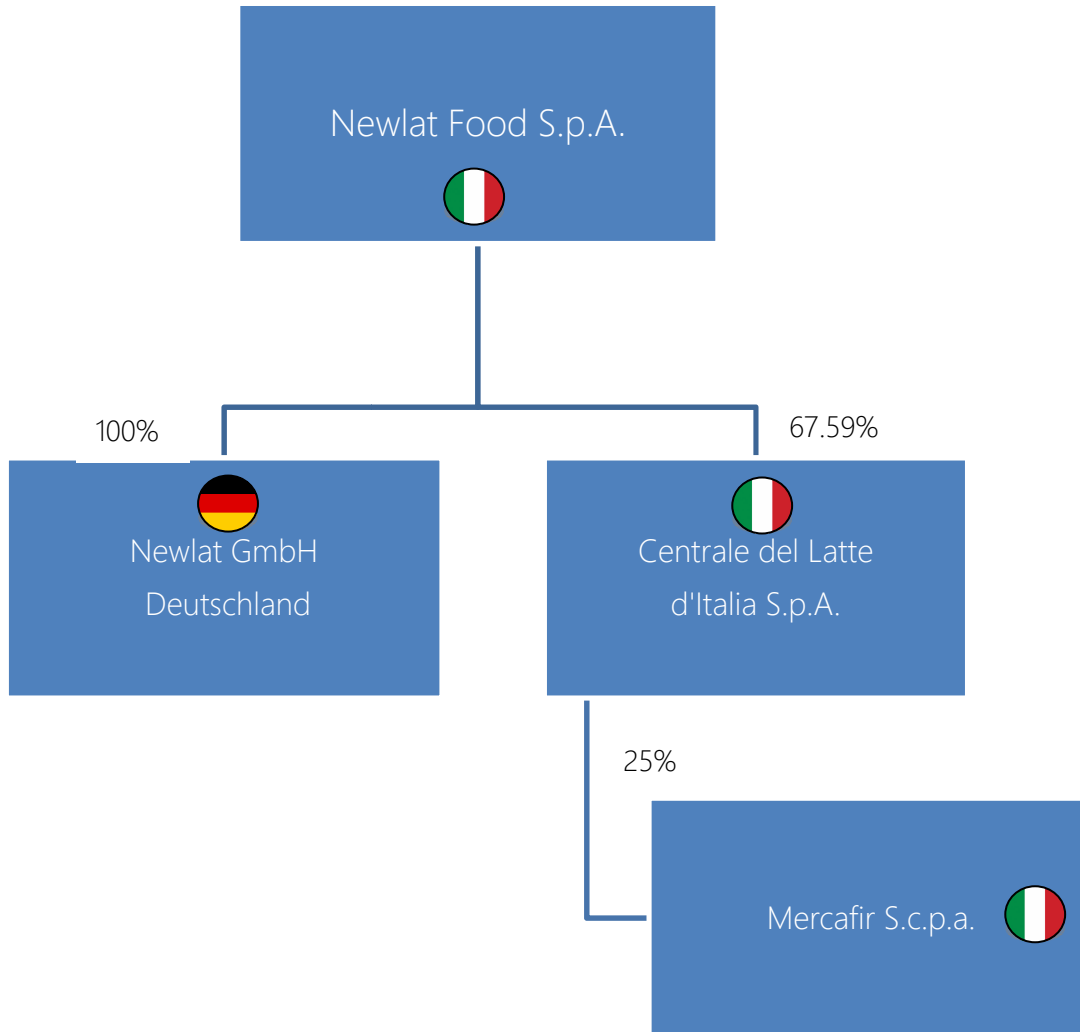 Newlat Food S.p.A.
100%
67.59%
Newlat GmbH
Deutschland
Centrale del Latte
d'Italia S.p.A.
25%
Mercafir S.c.p.a.